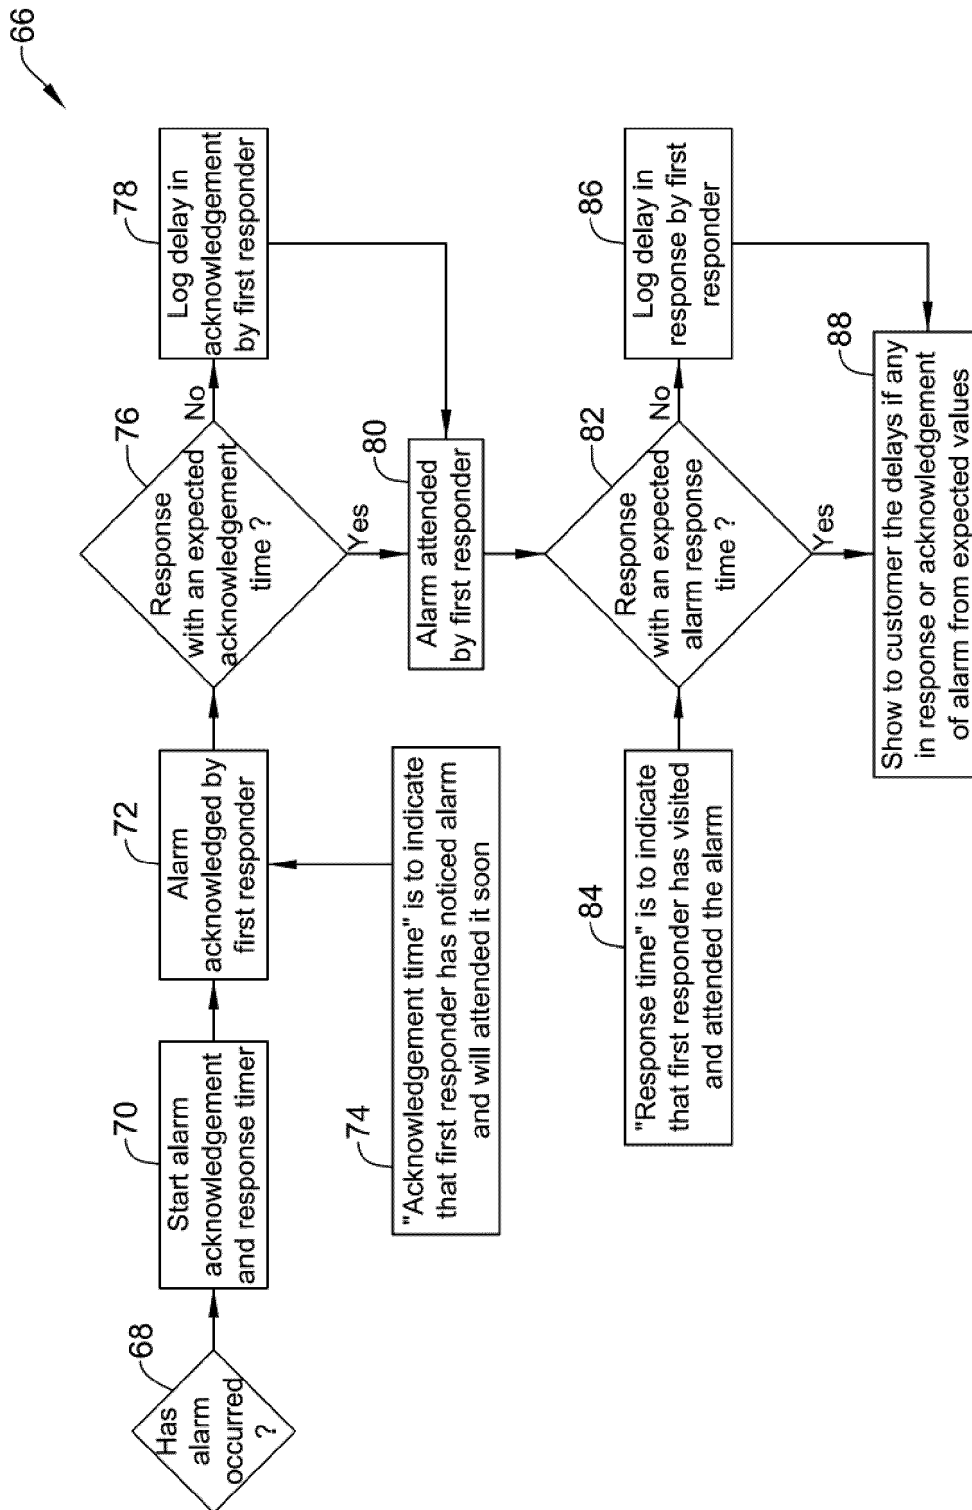 66
68
Has
alarm
occurred
?
70
Start alarm
acknowledgement
and response timer
72
Alarm
acknowledged by
first responder
74
"Acknowledgement time" is to indicate
that first responder has noticed alarm
and will attended it soon
76
Response
with an expected
acknowledgement
time ?
No
Yes
78
Log delay in
acknowledgement
by first responder
80
Alarm attended
by first responder
82
Response
with an expected
alarm response
time ?
No
Yes
84
"Response time" is to indicate
that first responder has visited
and attended the alarm
86
Log delay in
response by first
responder
88
Show to customer the delays if any
in response or acknowledgement
of alarm from expected values